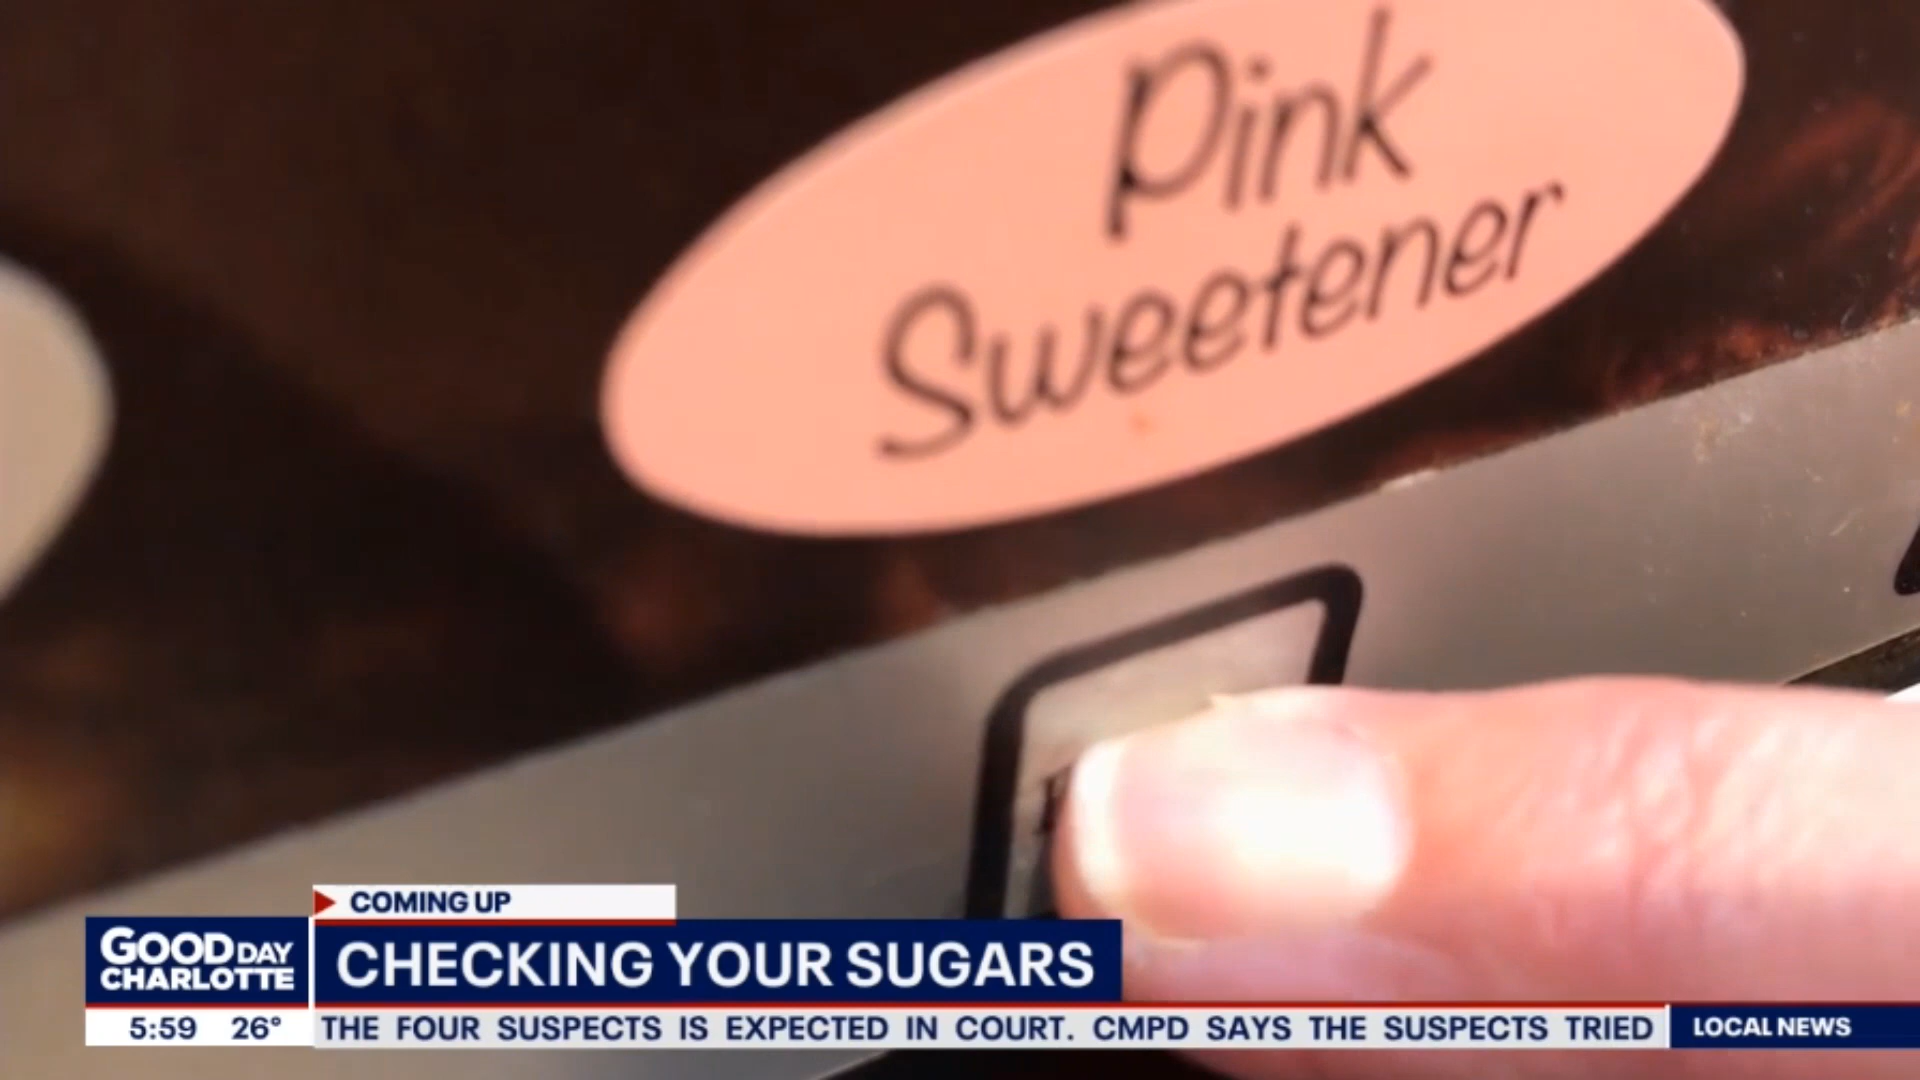 Pink
Sweetener
COMING UP
GOOD DAY
CHARLOTTE
CHECKING YOUR SUGARS
5:59 26°
THE FOUR SUSPECTS IS EXPECTED IN COURT. CMPD SAYS THE SUSPECTS TRIED
LOCAL NEWS